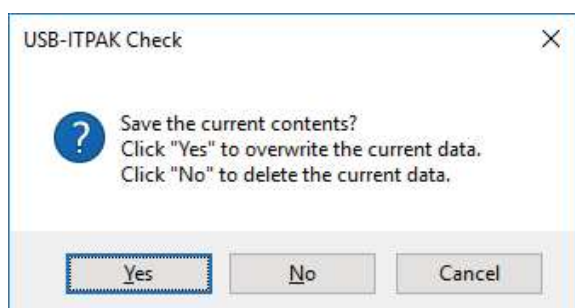 USB-ITPAK Check
Save the current contents?
Click "Yes" to overwrite the current data.
Click "No" to delete the current data.
Yes
No
Cancel